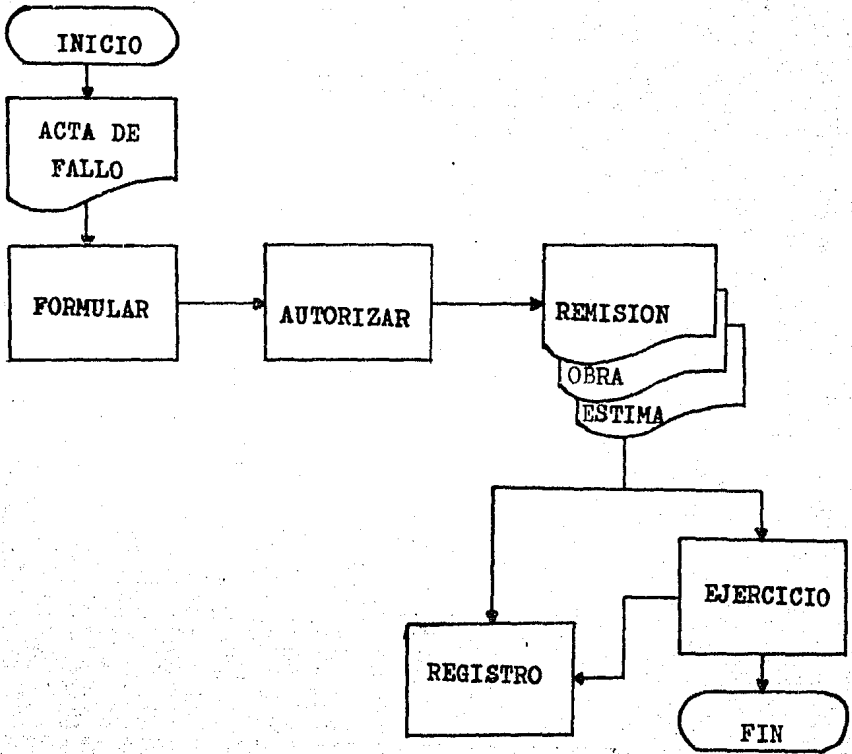 INICIO
ACTA DE
FALLO
FORMULAR
AUTORIZAR
REMISION
OBRA
ESTIMA
EJERCICIO
REGISTRO
FIN